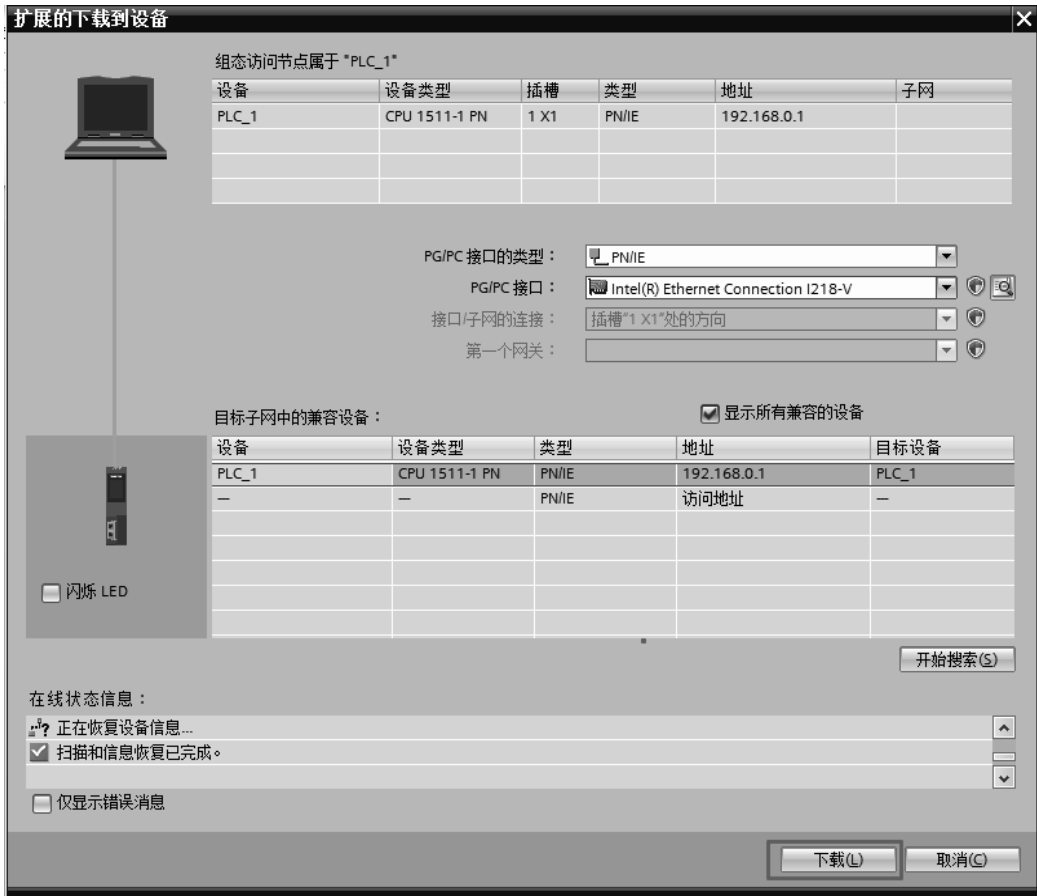 扩展的下载到设备
组态访问节点属于 "PLC_1"
设备 设备类型 插槽 类型 地址 子网
PLC_1 CPU 1511-1 PN 1 X1 PN/IE 192.168.0.1
PG/PC 接口的类型： PN/IE
PG/PC 接口： Intel(R) Ethernet Connection I218-V
接口/子网的连接： 插槽"1 X1"处的方向
第一个网关：
目标子网中的兼容设备： 显示所有兼容的设备
设备 设备类型 类型 地址 目标设备
PLC_1 CPU 1511-1 PN PN/IE 192.168.0.1 PLC_1
— — PN/IE 访问地址 —
闪烁 LED
开始搜索(S)
在线状态信息：
正在恢复设备信息...
扫描和信息恢复已完成。
仅显示错误消息
下载(L) 取消(C)